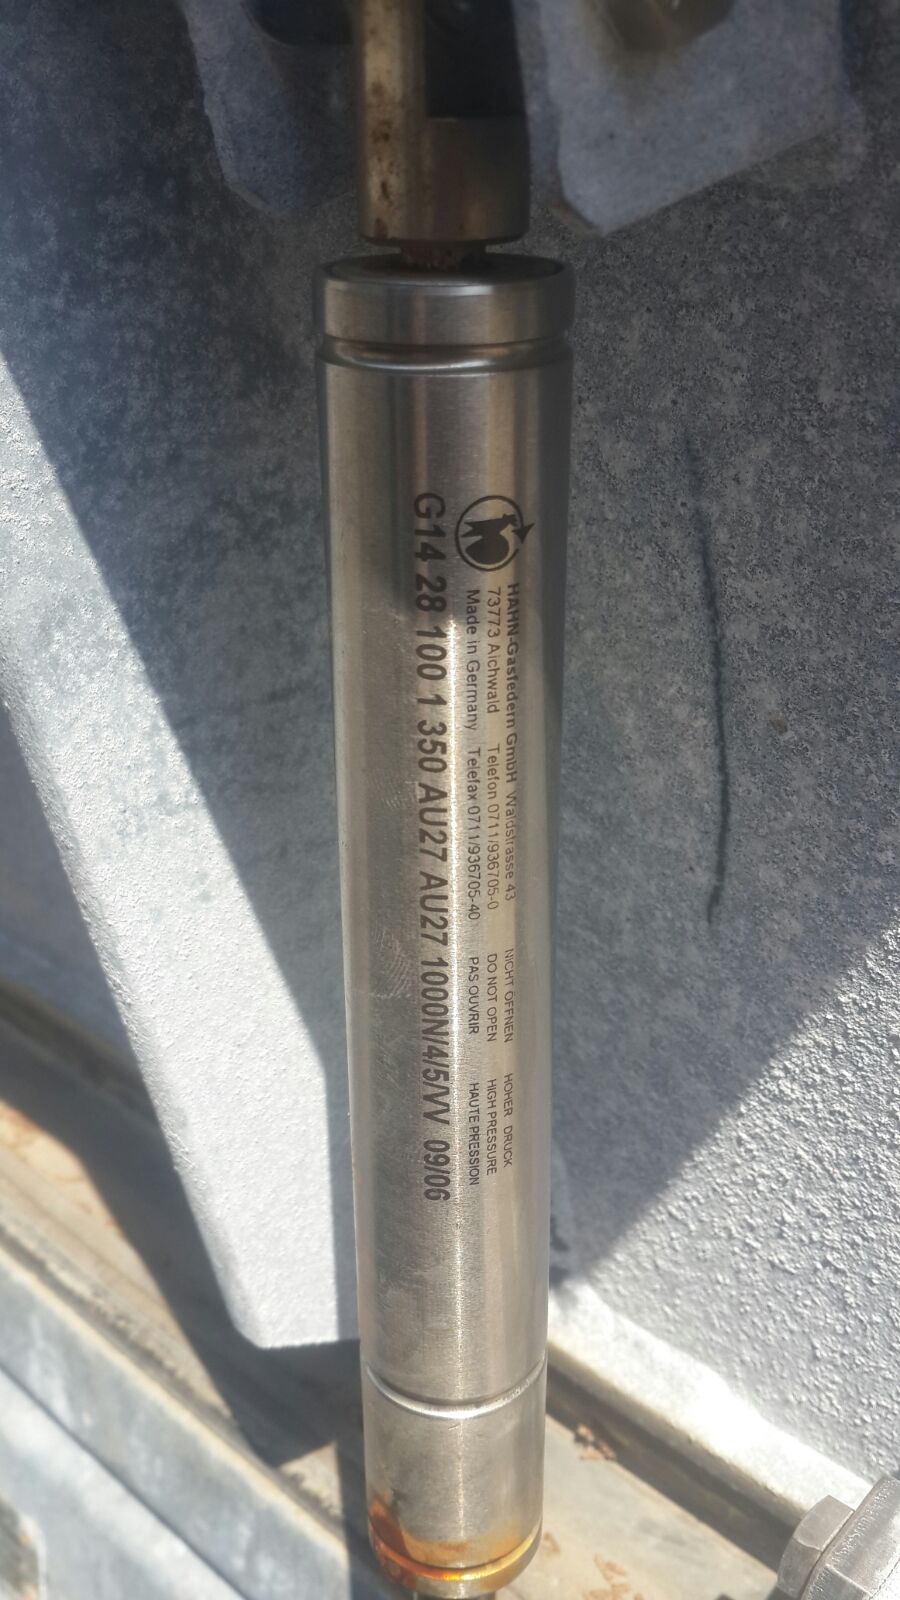 HAHN-Gasfedern GmbH Waldstrasse 43 NICHT ÖFFNEN HOHER DRUCK
73773 Aichwald Telefon 0711/936705-0 DO NOT OPEN HIGH PRESSURE
Made in Germany Telefax 0711/936705-40 PAS OUVRIR HAUTE PRESSION
G14 28 100 1 350 AU27 AU27 1000N/4/5/VV 09/06